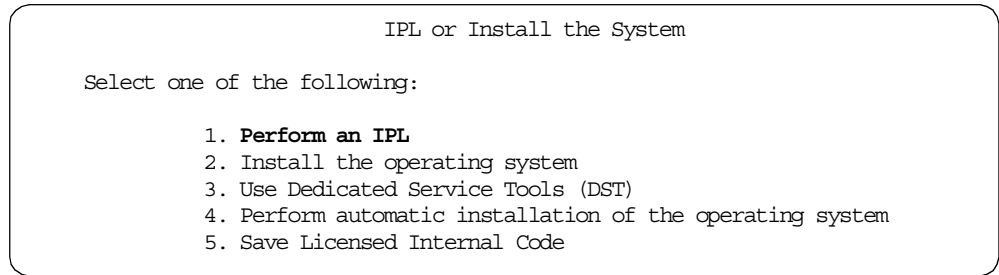 IPL or Install the System
Select one of the following:
1. Perform an IPL
2. Install the operating system
3. Use Dedicated Service Tools (DST)
4. Perform automatic installation of the operating system
5. Save Licensed Internal Code